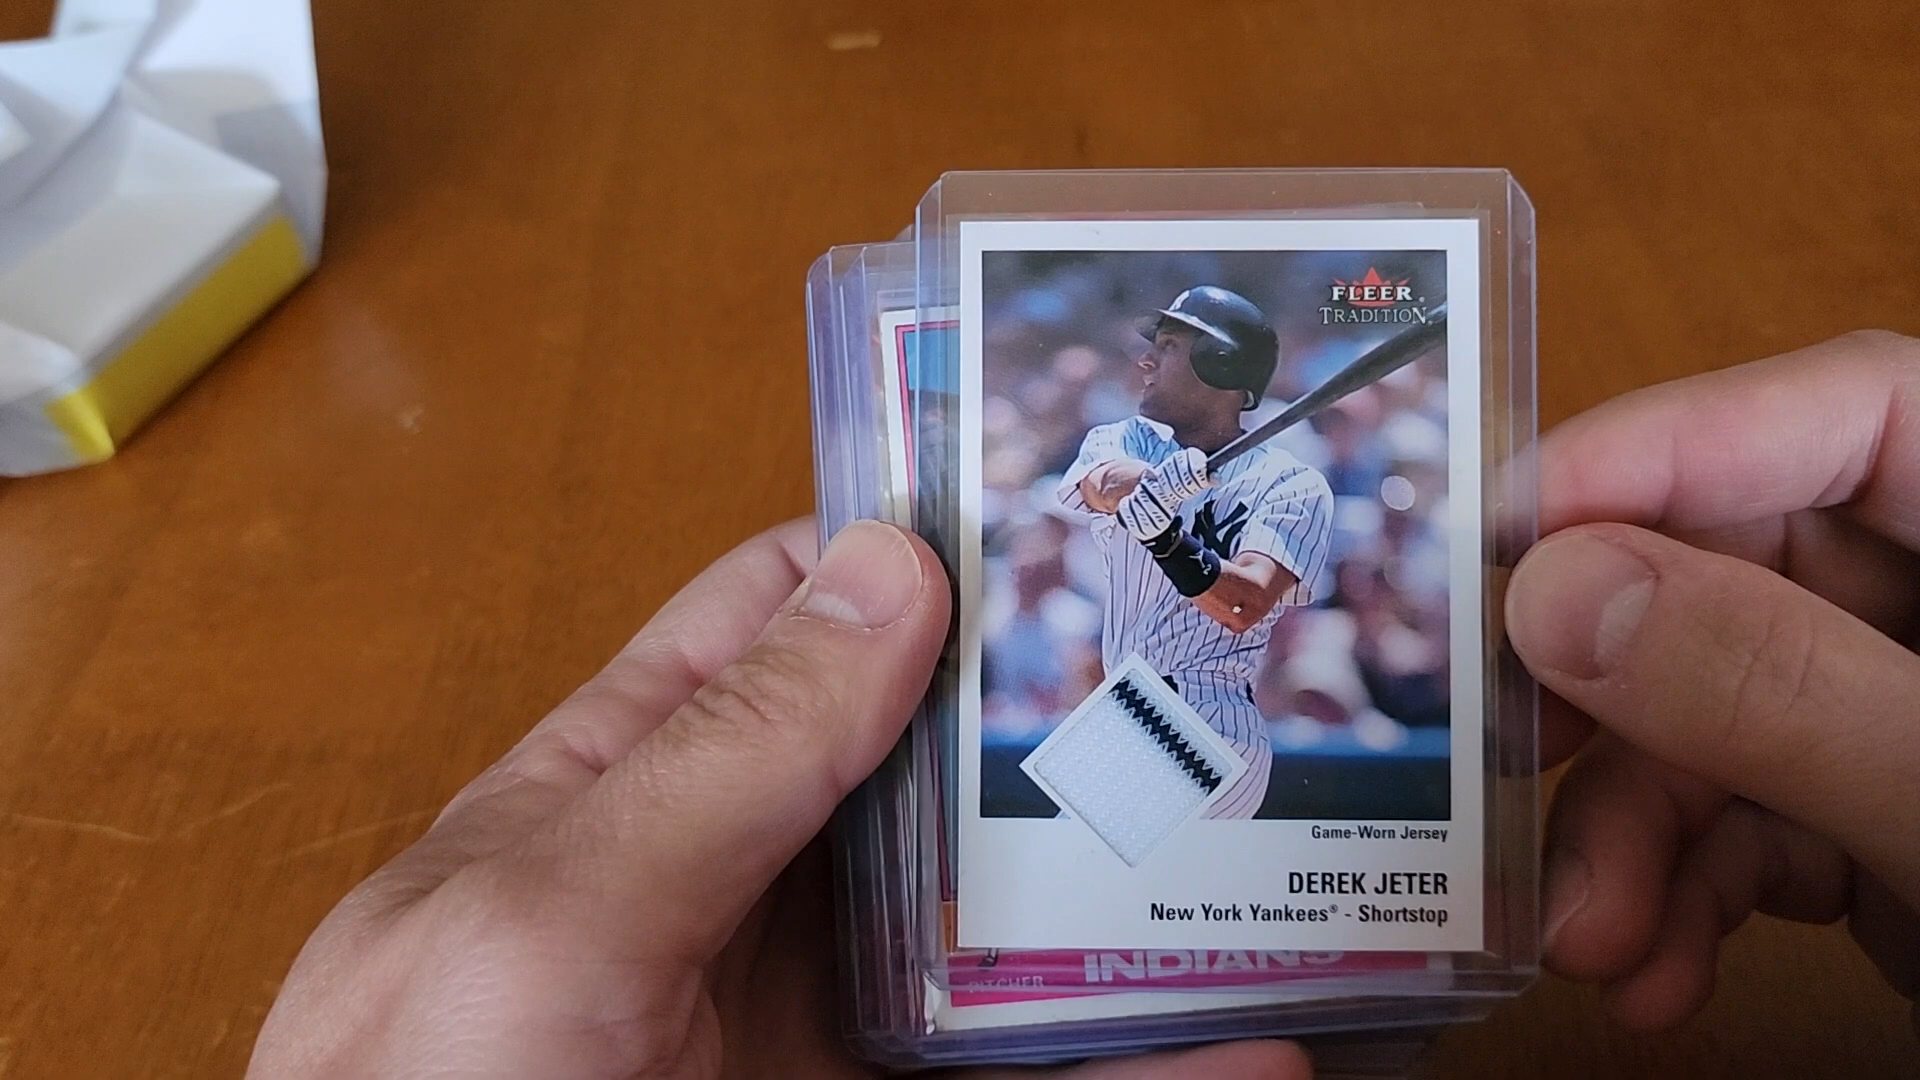 FLEER®
TRADITION®
Game-Worn Jersey
DEREK JETER
New York Yankees® - Shortstop
INDIANS
PITCHER